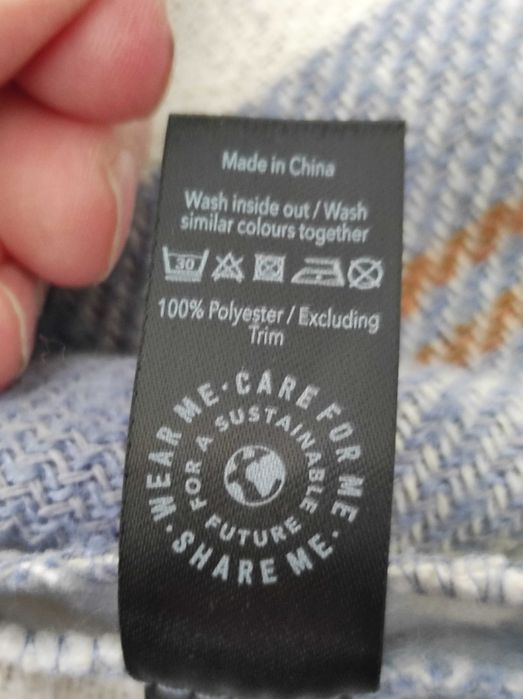 Made in China
Wash inside out / Wash
similar colours together
30
100% Polyester / Excluding
Trim
WEAR ME · CARE FOR ME · SHARE ME ·
FOR A SUSTAINABLE FUTURE